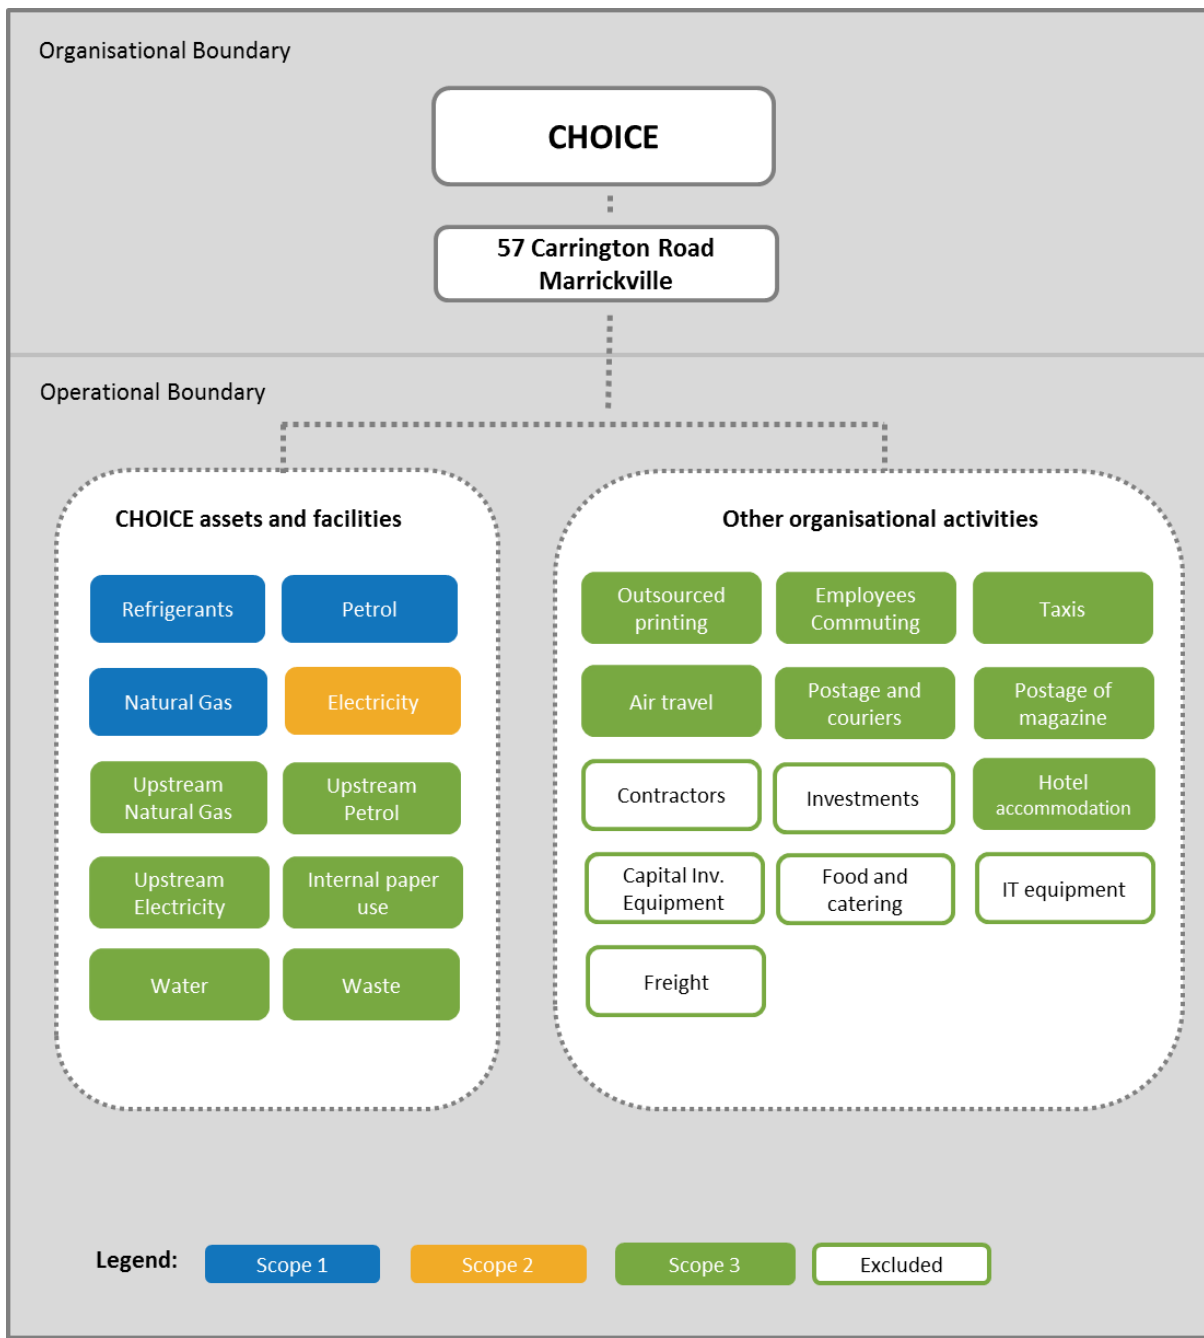 Organisational Boundary
CHOICE
57 Carrington Road
Marrickville
Operational Boundary
CHOICE assets and facilities
Refrigerants
Petrol
Natural Gas
Electricity
Upstream
Natural Gas
Upstream
Petrol
Upstream
Electricity
Internal paper
use
Water
Waste
Other organisational activities
Outsourced
printing
Employees
Commuting
Taxis
Air travel
Postage and
couriers
Postage of
magazine
Contractors
Investments
Hotel
accommodation
Capital Inv.
Equipment
Food and
catering
IT equipment
Freight
Legend:
Scope 1
Scope 2
Scope 3
Excluded